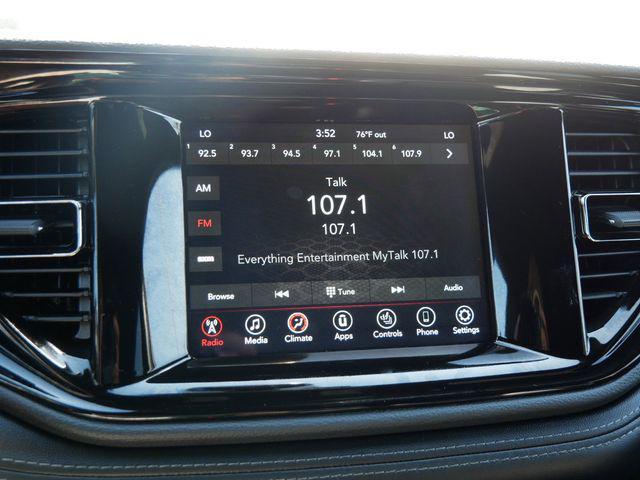 LO 3:52 76°F out LO
1 92.5 2 93.7 3 94.5 4 97.1 5 104.1 6 107.9
AM
Talk
107.1
FM
107.1
sxm
Everything Entertainment MyTalk 107.1
Browse Tune Audio
Radio Media Climate Apps Controls Phone Settings